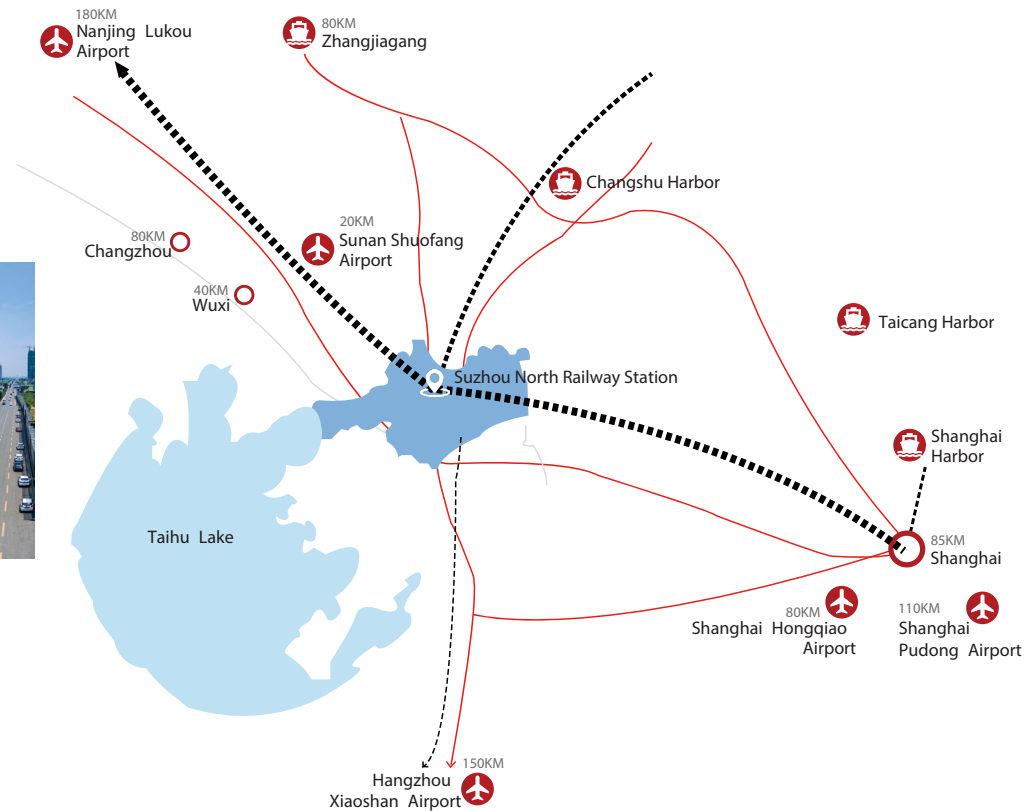 180KM
Nanjing Lukou
Airport
80KM
Zhangjiagang
Changshu Harbor
20KM
Sunan Shuofang
Airport
80KM
Changzhou
40KM
Wuxi
Taicang Harbor
Suzhou North Railway Station
Shanghai
Harbor
Taihu Lake
85KM
Shanghai
80KM
Shanghai Hongqiao
Airport
110KM
Shanghai
Pudong Airport
150KM
Hangzhou
Xiaoshan Airport